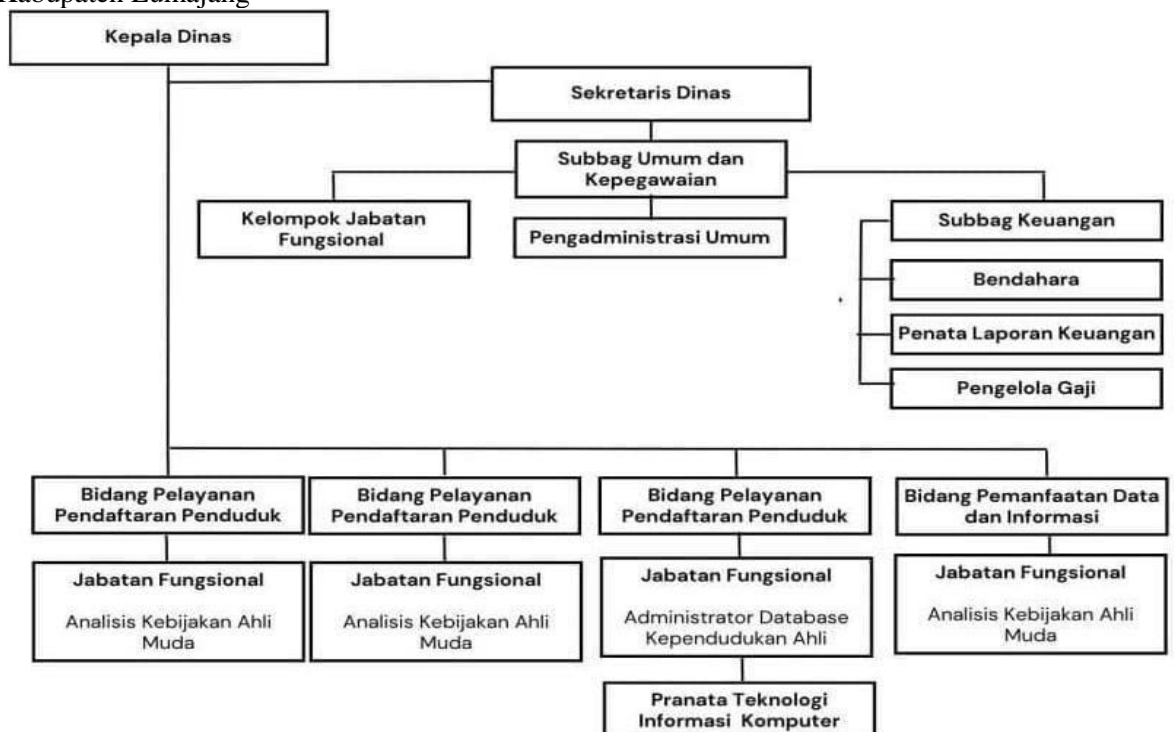 Kabupaten Lumajang
Kepala Dinas
Sekretaris Dinas
Subbag Umum dan
Kepegawaian
Kelompok Jabatan
Fungsional
Pengadministrasi Umum
Subbag Keuangan
Bendahara
Penata Laporan Keuangan
Pengelola Gaji
Bidang Pelayanan
Pendaftaran Penduduk
Bidang Pelayanan
Pendaftaran Penduduk
Bidang Pelayanan
Pendaftaran Penduduk
Bidang Pemanfaatan Data
dan Informasi
Jabatan Fungsional
Analisis Kebijakan Ahli
Muda
Jabatan Fungsional
Analisis Kebijakan Ahli
Muda
Jabatan Fungsional
Administrator Database
Kependudukan Ahli
Jabatan Fungsional
Analisis Kebijakan Ahli
Muda
Pranata Teknologi
Informasi Komputer